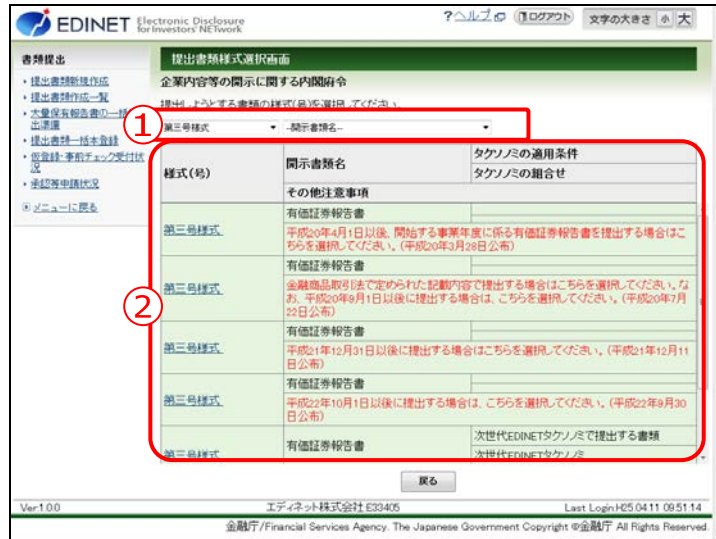 EDINET Electronic Disclosure
for Investors' NETwork
?ヘルプ ログアウト 文字の大きさ 小 大
書類提出
・提出書類新規作成
・提出書類作成一覧
・大量保有報告書の一括
出準備
・提出書類一括本登録
・仮登録・事前チェック受付状
況
・承認等申請状況
メニューに戻る
提出書類様式選択画面
企業内容等の開示に関する内閣府令
提出しようとする書類の様式(号)を選択してください。
①
第三号様式 --開示書類名--
②
様式(号) 開示書類名 タクソノミの適用条件
タクソノミの組合せ
その他注意事項
第三号様式 有価証券報告書
平成20年4月1日以後、開始する事業年度に係る有価証券報告書を提出する場合はこ
ちらを選択してください。(平成20年3月28日公布)
第三号様式 有価証券報告書
金融商品取引法で定められた記載内容で提出する場合はこちらを選択してください。な
お、平成20年9月1日以後に提出する場合は、こちらを選択してください。(平成20年7月
22日公布)
第三号様式 有価証券報告書
平成21年12月31日以後に提出する場合はこちらを選択してください。(平成21年12月11
日公布)
第三号様式 有価証券報告書
平成22年10月1日以後に提出する場合は、こちらを選択してください。(平成22年9月30
日公布)
第三号様式 有価証券報告書 次世代EDINETタクソノミで提出する書類
次世代EDINETタクソノミ
戻る
Ver.1.0.0 エディネット株式会社 E33405 Last Login:H25.04.11 09:51:14
金融庁/Financial Services Agency. The Japanese Government Copyright ©金融庁 All Rights Reserved.